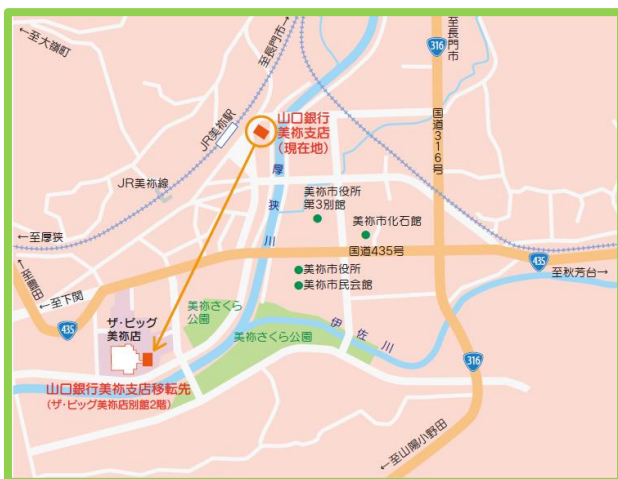 ←至大嶺町
至長門市→
316
至長門市
JR美祢駅
山口銀行
美祢支店
(現在地)
国道316号
JR美祢線
厚狭川
美祢市役所
第3別館
美祢市化石館
←至厚狭
国道435号
435
至秋芳台→
←至豊田
←至下関
美祢市役所
美祢市民会館
435
ザ・ビッグ
美祢店
美祢さくら
公園
美祢さくら公園
伊佐川
316
山口銀行美祢支店移転先
(ザ・ビッグ美祢店別館2階)
←至山陽小野田